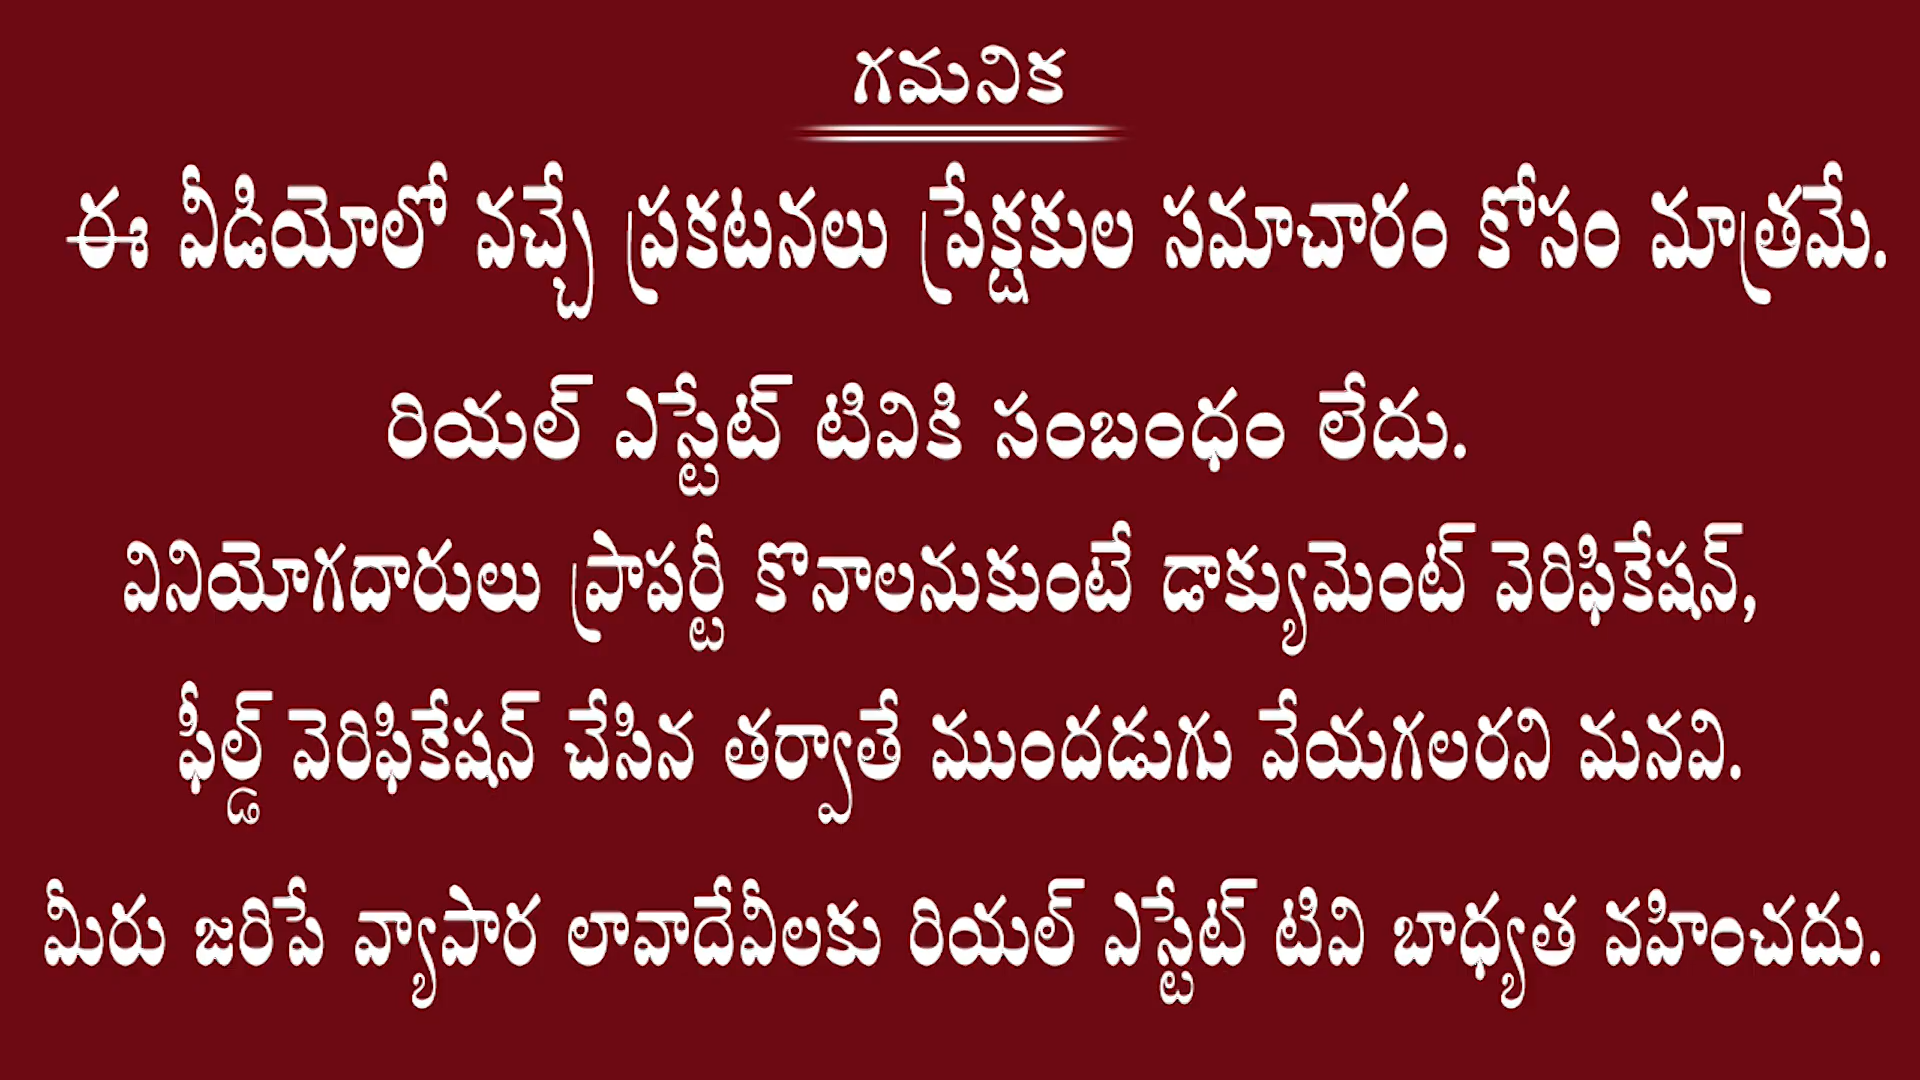 గమనిక
ఈ వీడియోలో వచ్చే ప్రకటనలు ప్రేక్షకుల సమాచారం కోసం మాత్రమే.
రియల్ ఎస్టేట్ టివికి సంబంధం లేదు.
వినియోగదారులు ప్రాపర్టీ కొనాలనుకుంటే డాక్యుమెంట్ వెరిఫికేషన్,
ఫీల్డ్ వెరిఫికేషన్ చేసిన తర్వాతే ముందడుగు వేయగలరని మనవి.
మీరు జరిపే వ్యాపార లావాదేవీలకు రియల్ ఎస్టేట్ టివి బాధ్యత వహించదు.